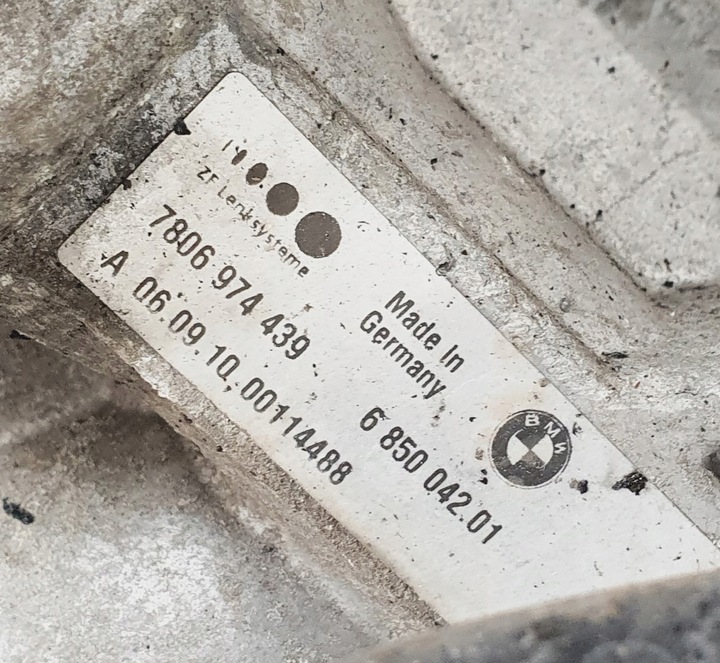 ZF Lenksysteme
7806 974 439
A 06.09.10, 00114488
Made In
Germany
6 850 042.01
BMW